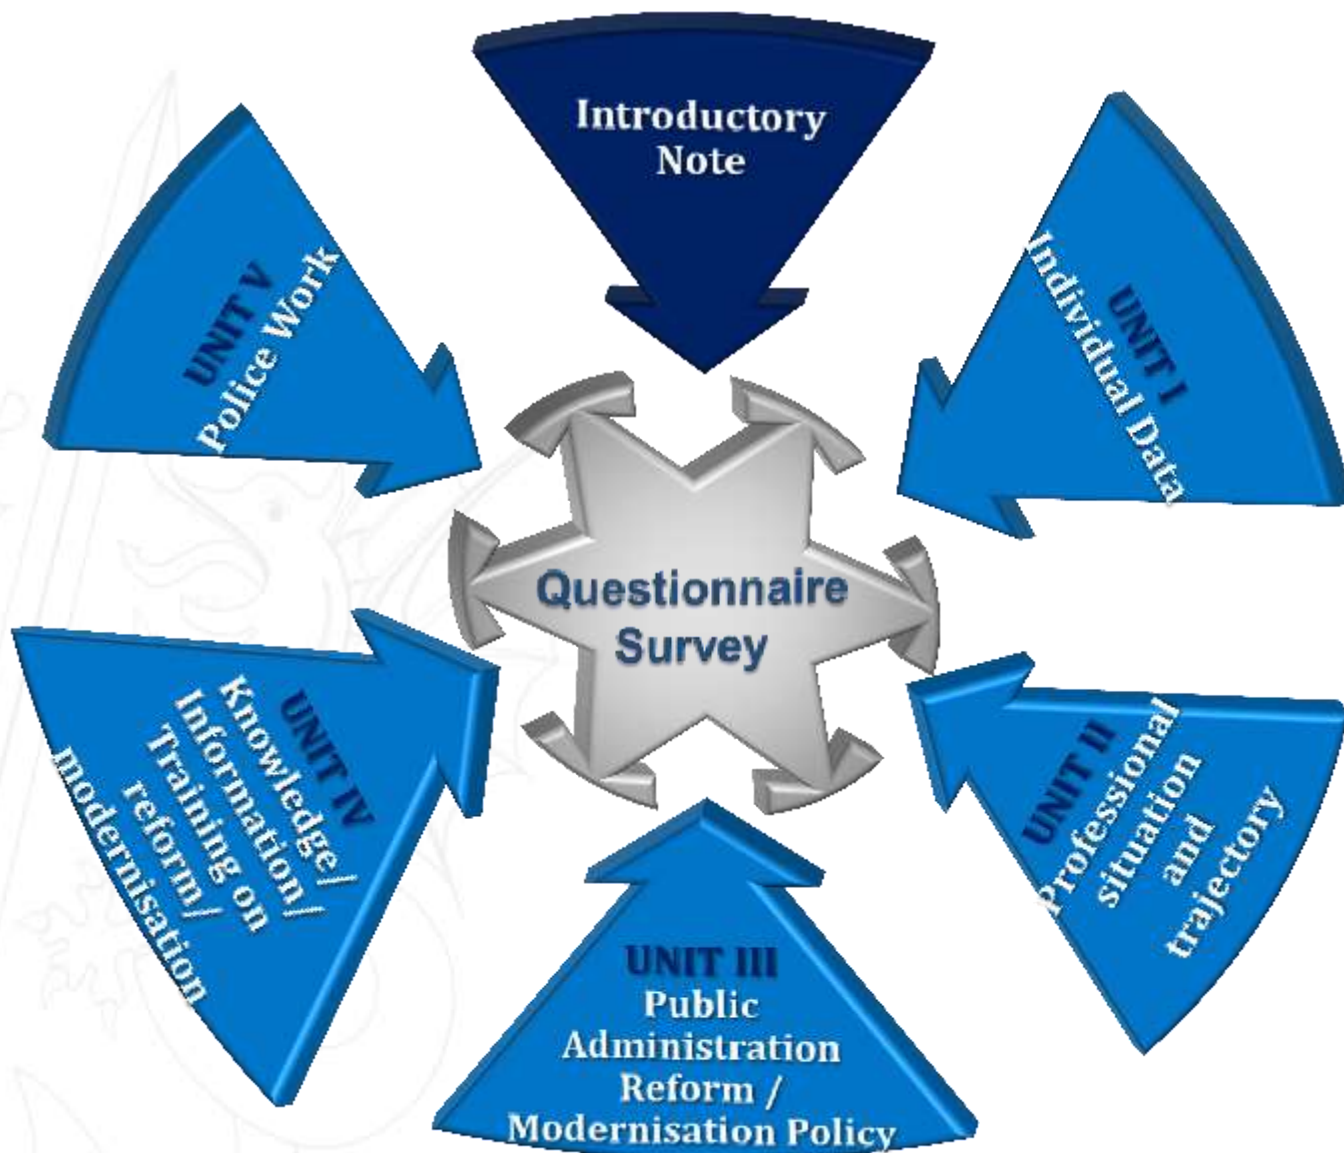 Introductory
Note
UNIT I
Individual Data
UNIT II
Professional
situation
and
trajectory
UNIT III
Public
Administration
Reform /
Modernisation Policy
UNIT IV
Knowledge/
Information/
Training on
reform/
modernisation
UNIT V
Police Work
Questionnaire
Survey